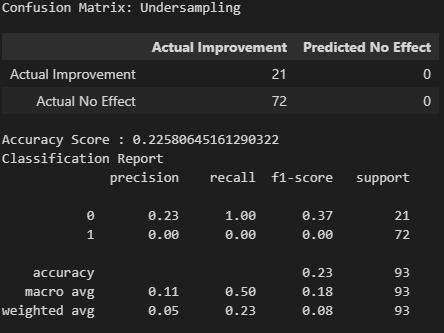 Confusion Matrix: Undersampling
Actual Improvement Predicted No Effect
Actual Improvement 21 0
Actual No Effect 72 0
Accuracy Score : 0.22580645161290322
Classification Report
precision recall f1-score support
0 0.23 1.00 0.37 21
1 0.00 0.00 0.00 72
accuracy 0.23 93
macro avg 0.11 0.50 0.18 93
weighted avg 0.05 0.23 0.08 93